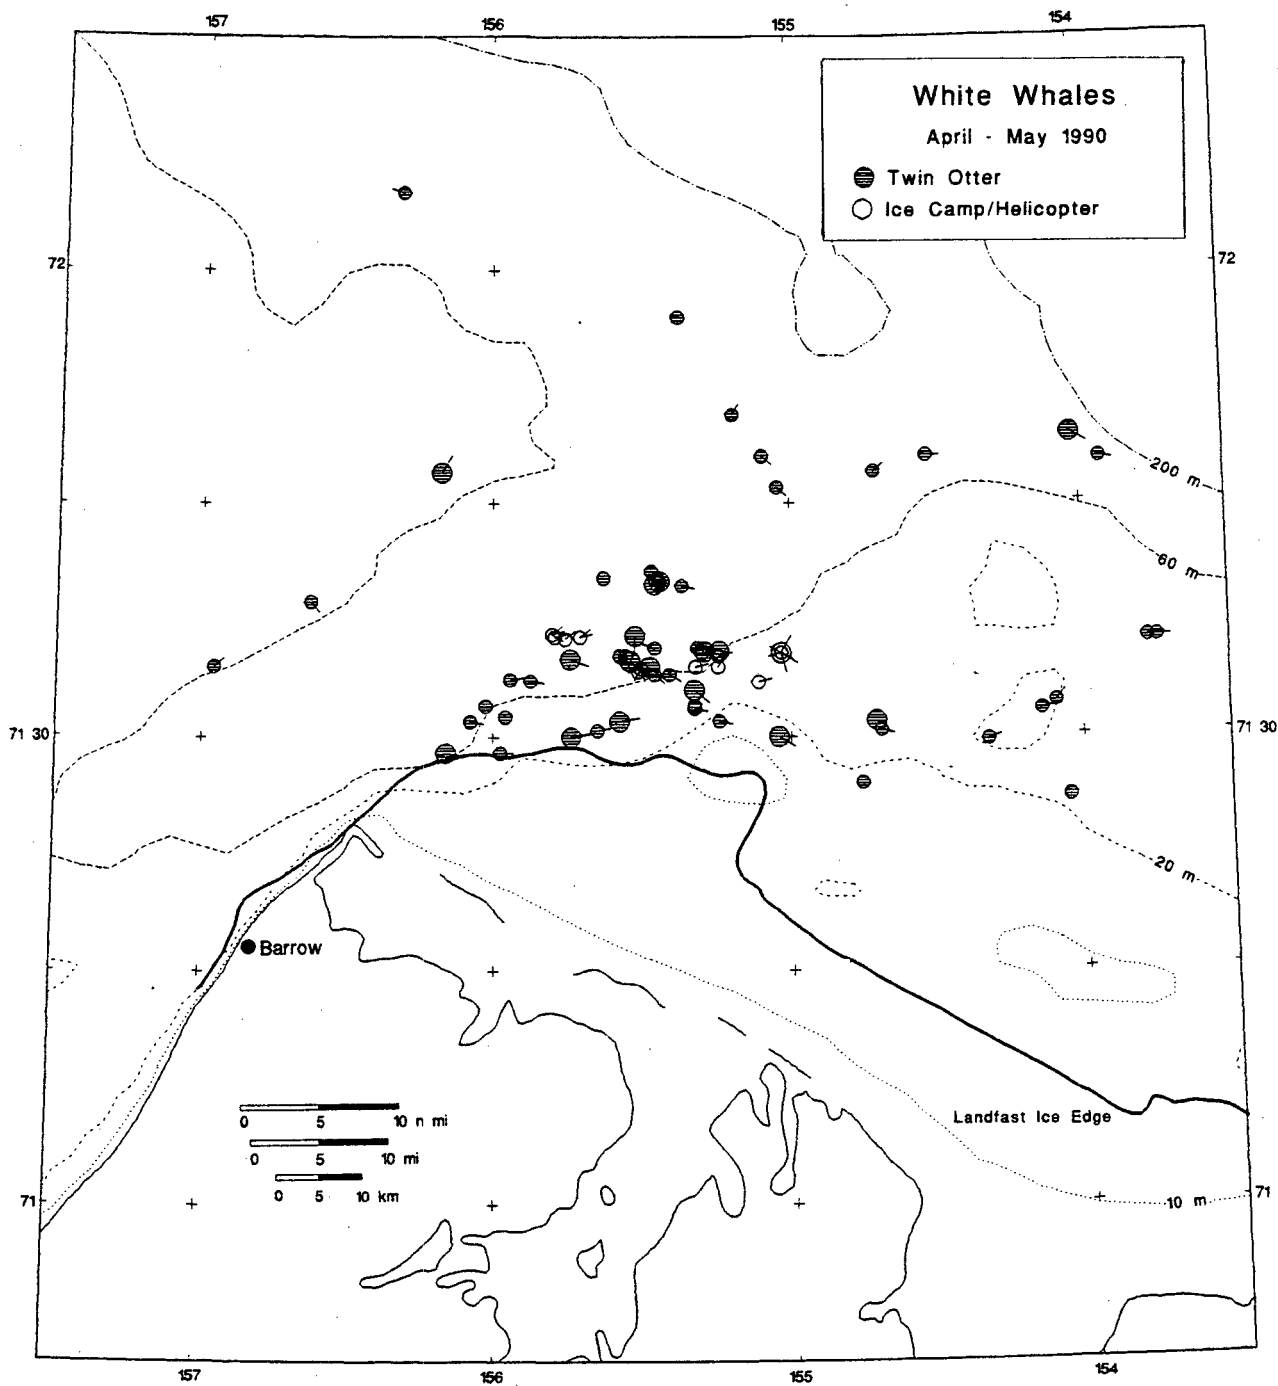 157 156 155 154
White Whales
April - May 1990
Twin Otter
Ice Camp/Helicopter
72 72
200 m
60 m
71 30 71 30
20 m
Barrow
0 5 10 n mi
0 5 10 mi
0 5 10 km
Landfast Ice Edge
71 71
10 m
157 156 155 154